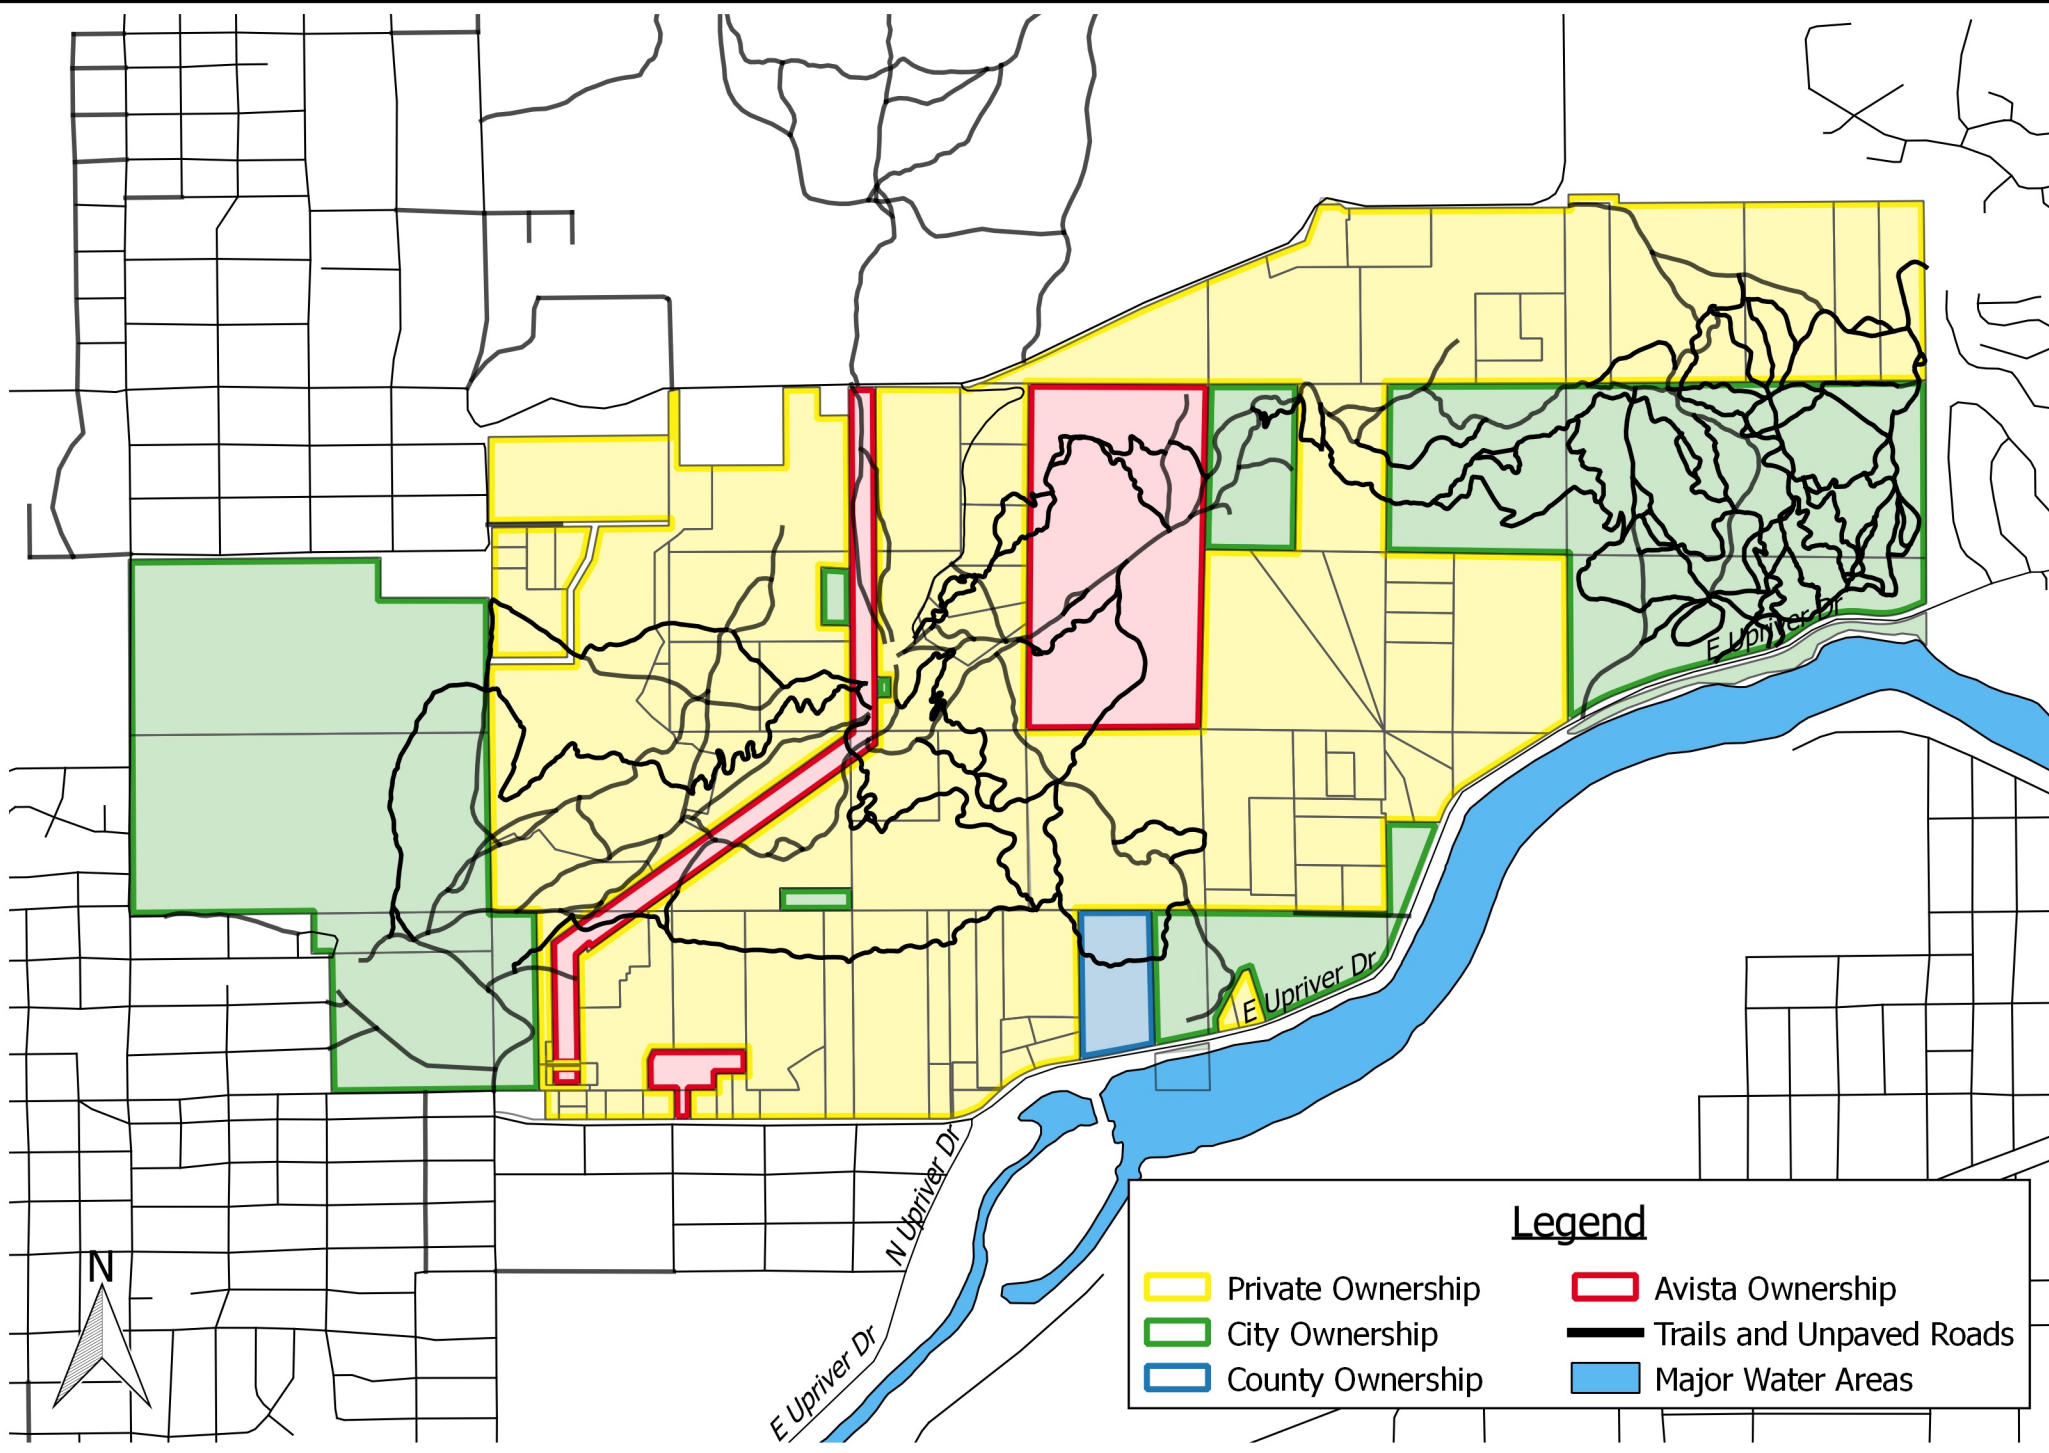 E Upriver Dr
E Upriver Dr
N Upriver Dr
E Upriver Dr
N
Legend
Private Ownership
City Ownership
County Ownership
Avista Ownership
Trails and Unpaved Roads
Major Water Areas